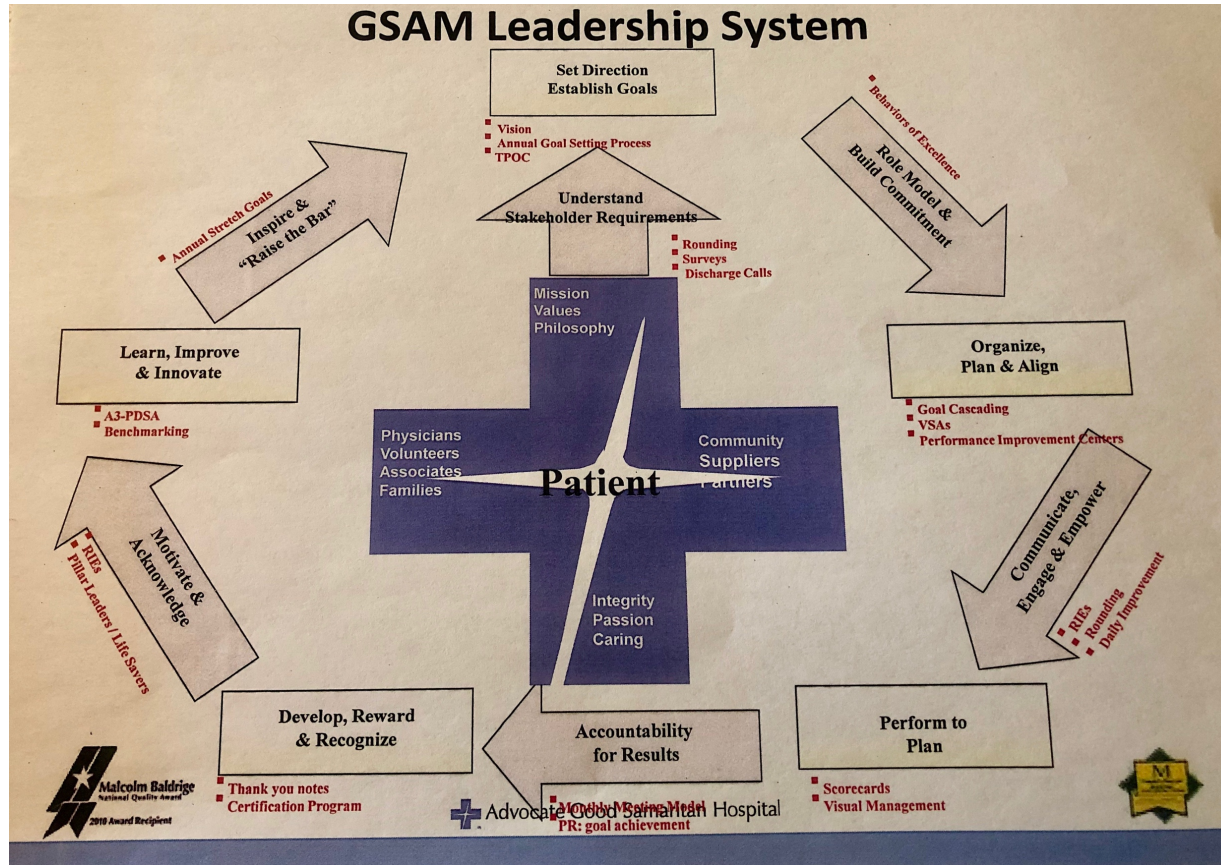 GSAM Leadership System
Set Direction
Establish Goals
Vision
Annual Goal Setting Process
TPOC
Understand
Stakeholder Requirements
Rounding
Surveys
Discharge Calls
Behaviors of Excellence
Role Model &
Build Commitment
Organize,
Plan & Align
Goal Cascading
VSAs
Performance Improvement Centers
Communicate,
Engage & Empower
RIEs
Rounding
Daily Improvement
Perform to
Plan
Scorecards
Visual Management
Accountability
for Results
Monthly Meeting Model
PR: goal achievement
Develop, Reward
& Recognize
Thank you notes
Certification Program
Motivate &
Acknowledge
RIEs
Pillar Leaders / Life Savers
Learn, Improve
& Innovate
A3-PDSA
Benchmarking
Inspire &
"Raise the Bar"
Annual Stretch Goals
Mission
Values
Philosophy
Physicians
Volunteers
Associates
Families
Patient
Community
Suppliers
Partners
Integrity
Passion
Caring
Malcolm Baldrige
National Quality Award
2010 Award Recipient
Advocate Good Samaritan Hospital
M